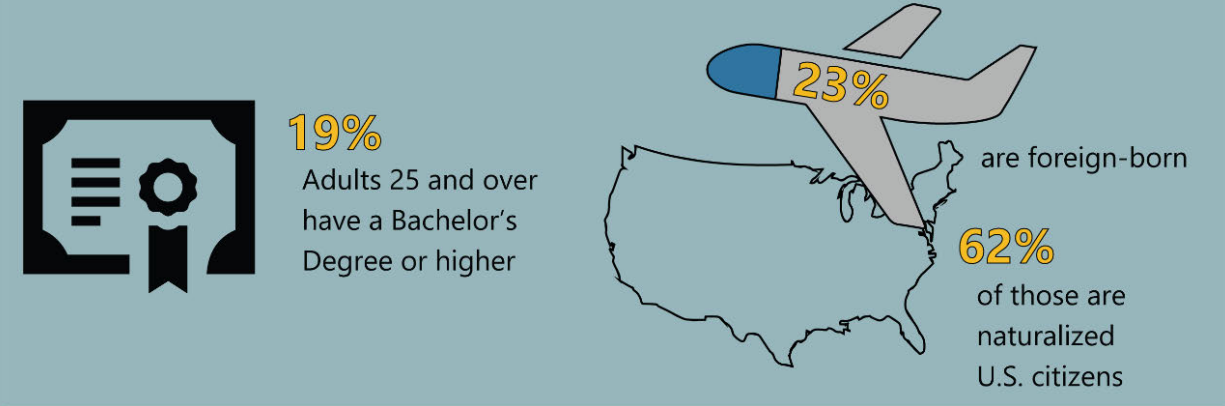 19%
Adults 25 and over
have a Bachelor's
Degree or higher
23%
are foreign-born
62%
of those are
naturalized
U.S. citizens